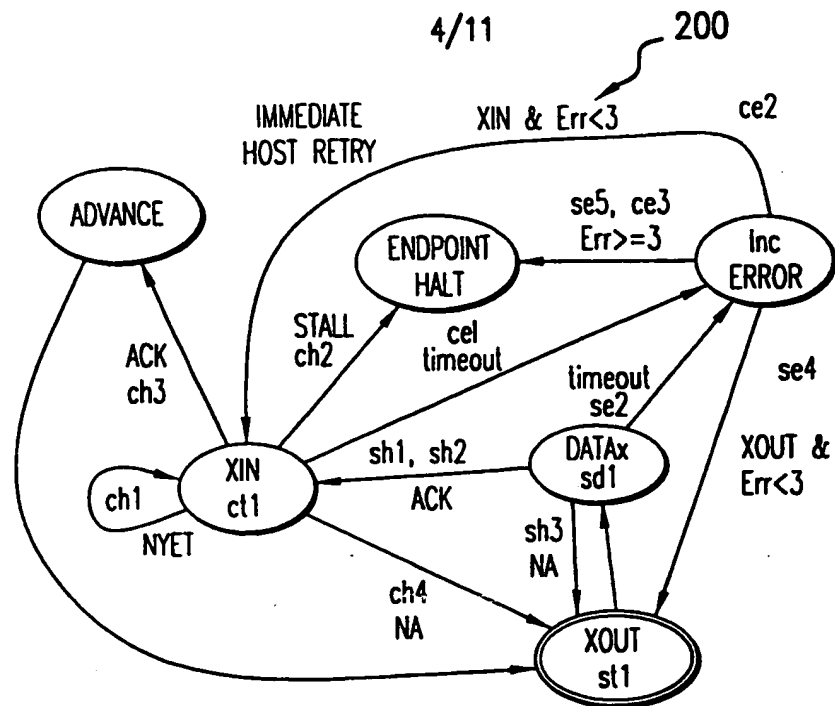 4/11
200
IMMEDIATE
HOST RETRY
XIN & Err<3
ce2
ADVANCE
ENDPOINT
HALT
se5, ce3
Err>=3
Inc
ERROR
ACK
ch3
STALL
ch2
cel
timeout
timeout
se2
se4
XOUT &
Err<3
XIN
ct1
sh1, sh2
ACK
DATAx
sd1
ch1
NYET
sh3
NA
ch4
NA
XOUT
st1